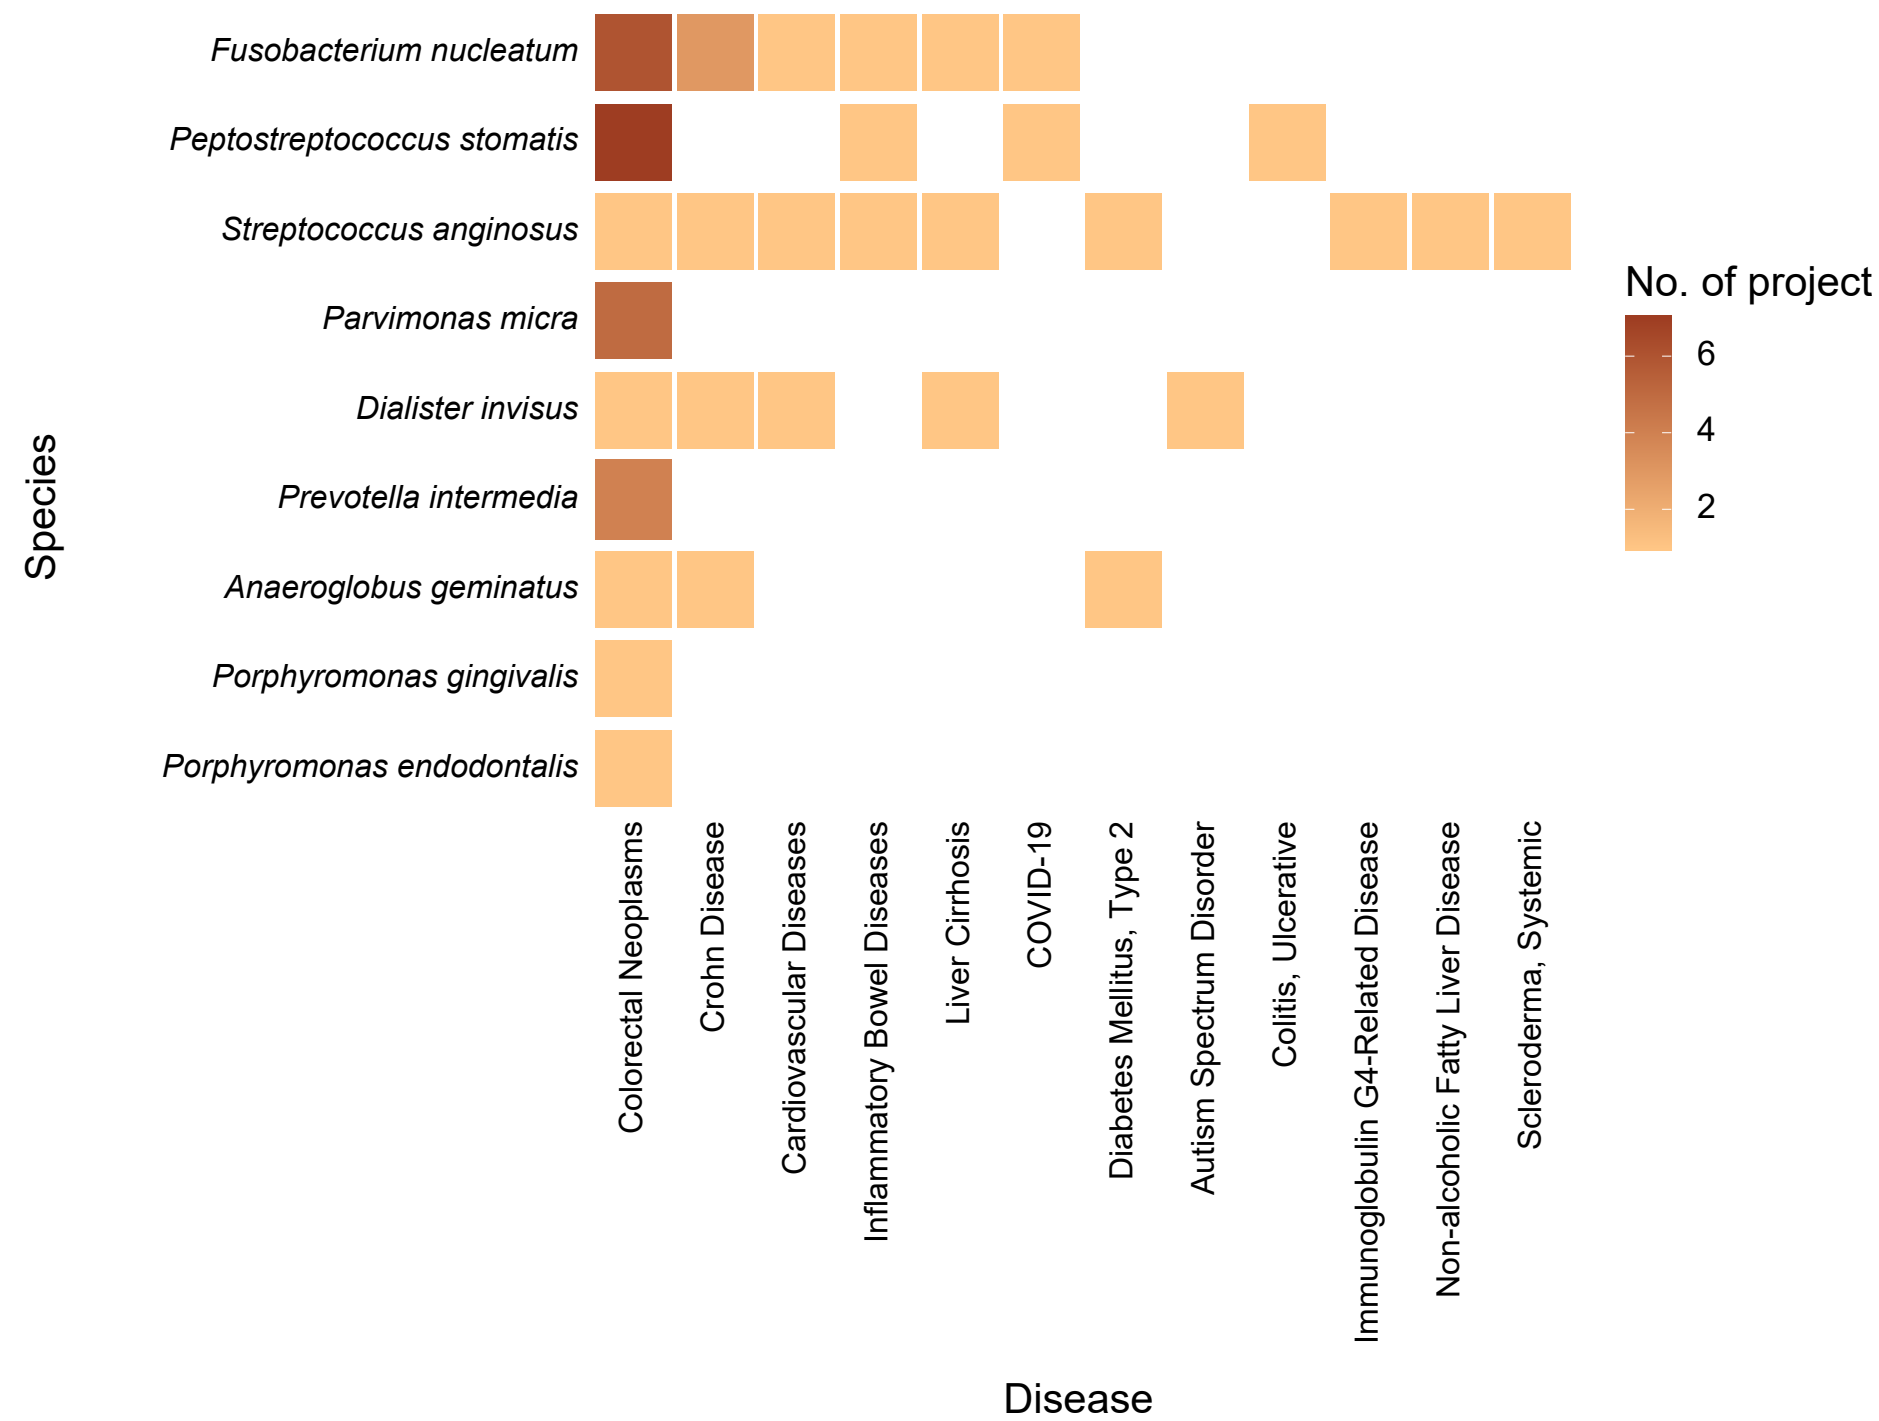 Fusobacterium nucleatum
Peptostreptococcus stomatis
Streptococcus anginosus
Parvimonas micra
Dialister invisus
Prevotella intermedia
Anaeroglobus geminatus
Porphyromonas gingivalis
Porphyromonas endodontalis
Species
Colorectal Neoplasms
Crohn Disease
Cardiovascular Diseases
Inflammatory Bowel Diseases
Liver Cirrhosis
COVID-19
Diabetes Mellitus, Type 2
Autism Spectrum Disorder
Colitis, Ulcerative
Immunoglobulin G4-Related Disease
Non-alcoholic Fatty Liver Disease
Scleroderma, Systemic
Disease
No. of project
6
4
2